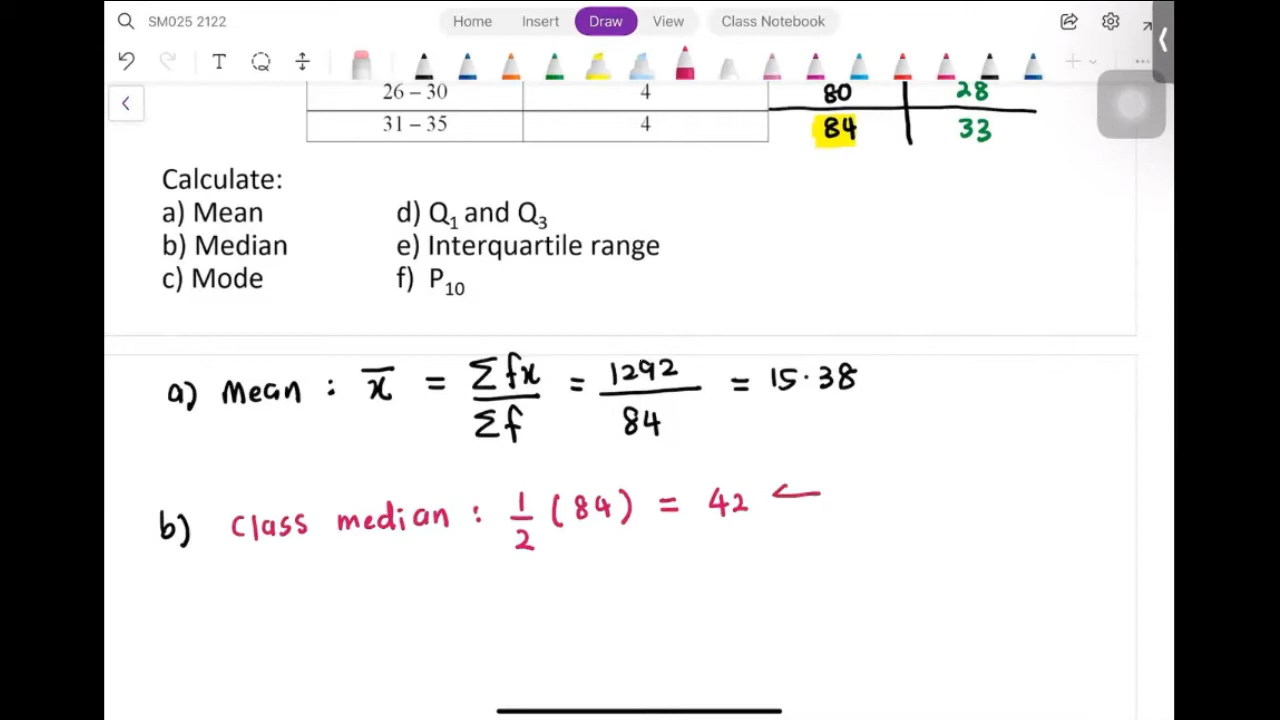 SM025 2122
Home Insert Draw View Class Notebook
26 – 30 4 80 28
31 – 35 4 84 33
Calculate:
a) Mean d) Q₁ and Q₃
b) Median e) Interquartile range
c) Mode f) P₁₀
a) Mean : x̄ = Σfx / Σf = 1292 / 84 = 15.38
b) Class median : 1/2 (84) = 42 ←